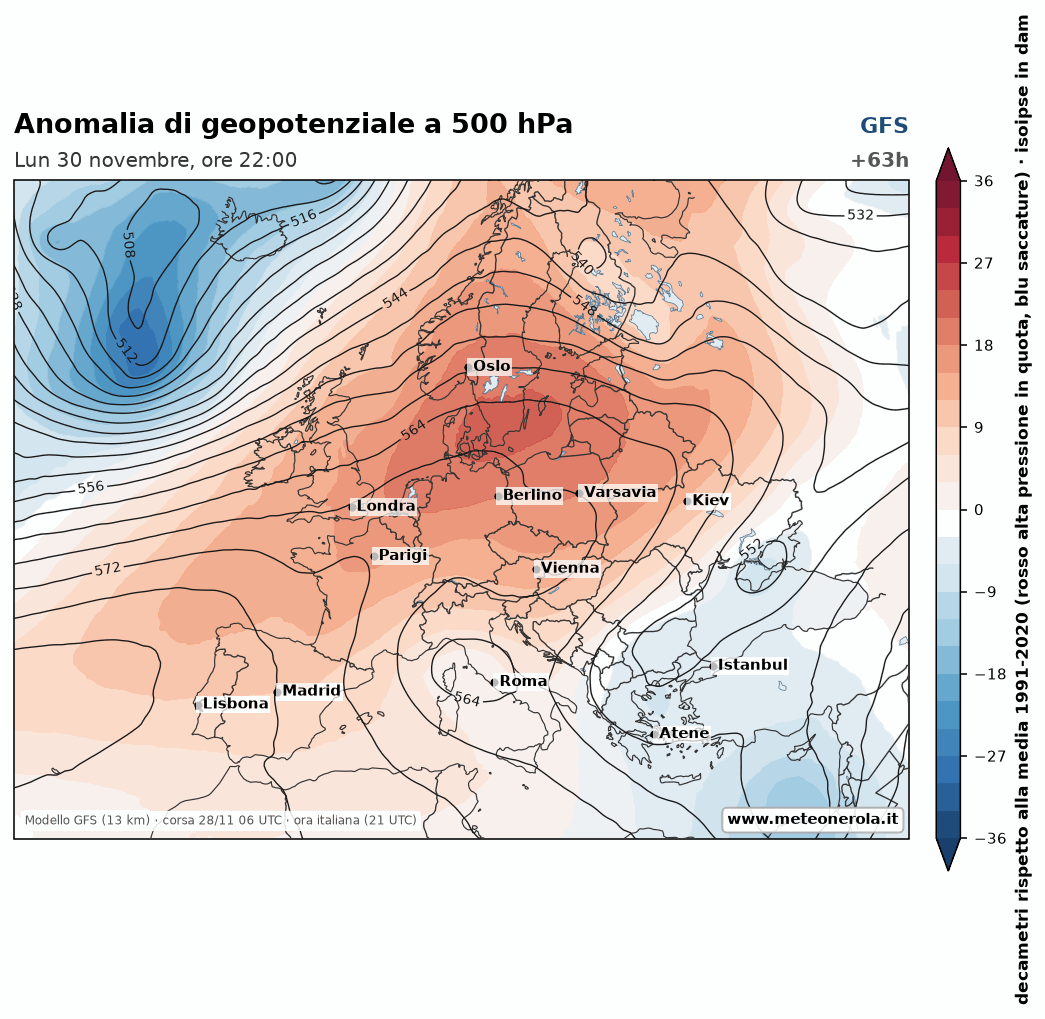 Anomalia di geopotenziale a 500 hPa
GFS
Lun 30 novembre, ore 22:00
+63h
516
532
508
540
544
548
512
Oslo
564
556
Berlino
Varsavia
Kiev
Londra
552
Parigi
Vienna
572
Istanbul
Roma
Madrid
564
Lisbona
Atene
Modello GFS (13 km) · corsa 28/11 06 UTC · ora italiana (21 UTC)
www.meteonerola.it
36
27
18
9
0
−9
−18
−27
−36
decametri rispetto alla media 1991-2020 (rosso alta pressione in quota, blu saccature) · isoipse in dam